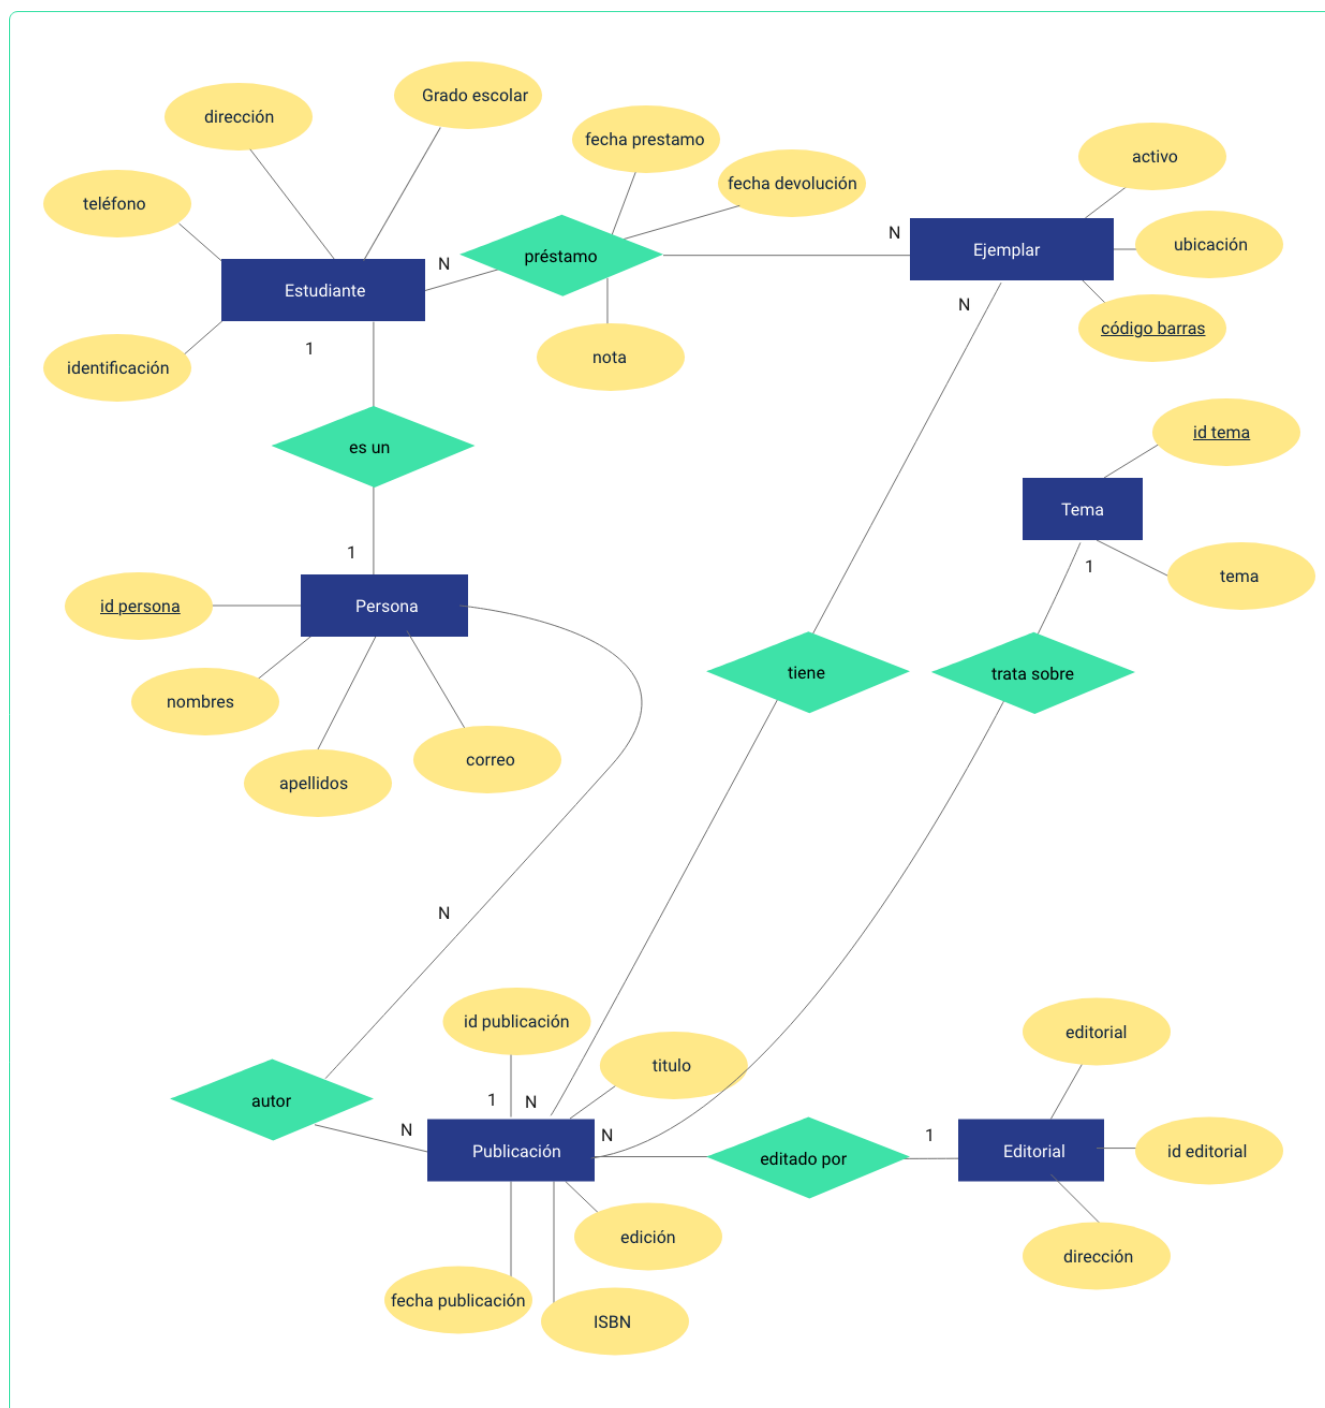 Grado escolar
dirección
fecha prestamo
activo
fecha devolución
teléfono
N
N
ubicación
Ejemplar
préstamo
Estudiante
N
código barras
1
nota
identificación
id tema
es un
Tema
1
1
tema
id persona
Persona
tiene
trata sobre
nombres
correo
apellidos
N
id publicación
editorial
titulo
1
N
autor
N
N
1
Publicación
editado por
Editorial
id editorial
edición
dirección
fecha publicación
ISBN